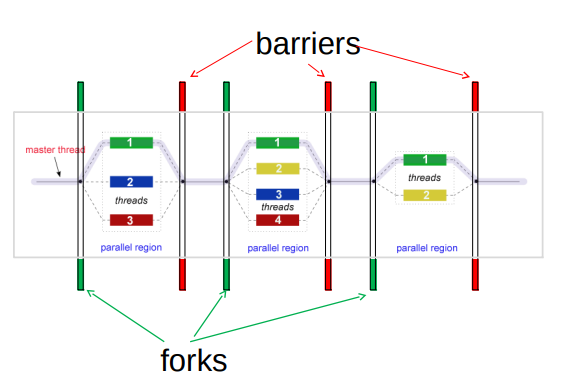 barriers
master thread
1
2
threads
3
parallel region
1
2
3
threads
4
parallel region
1
threads
2
parallel region
forks